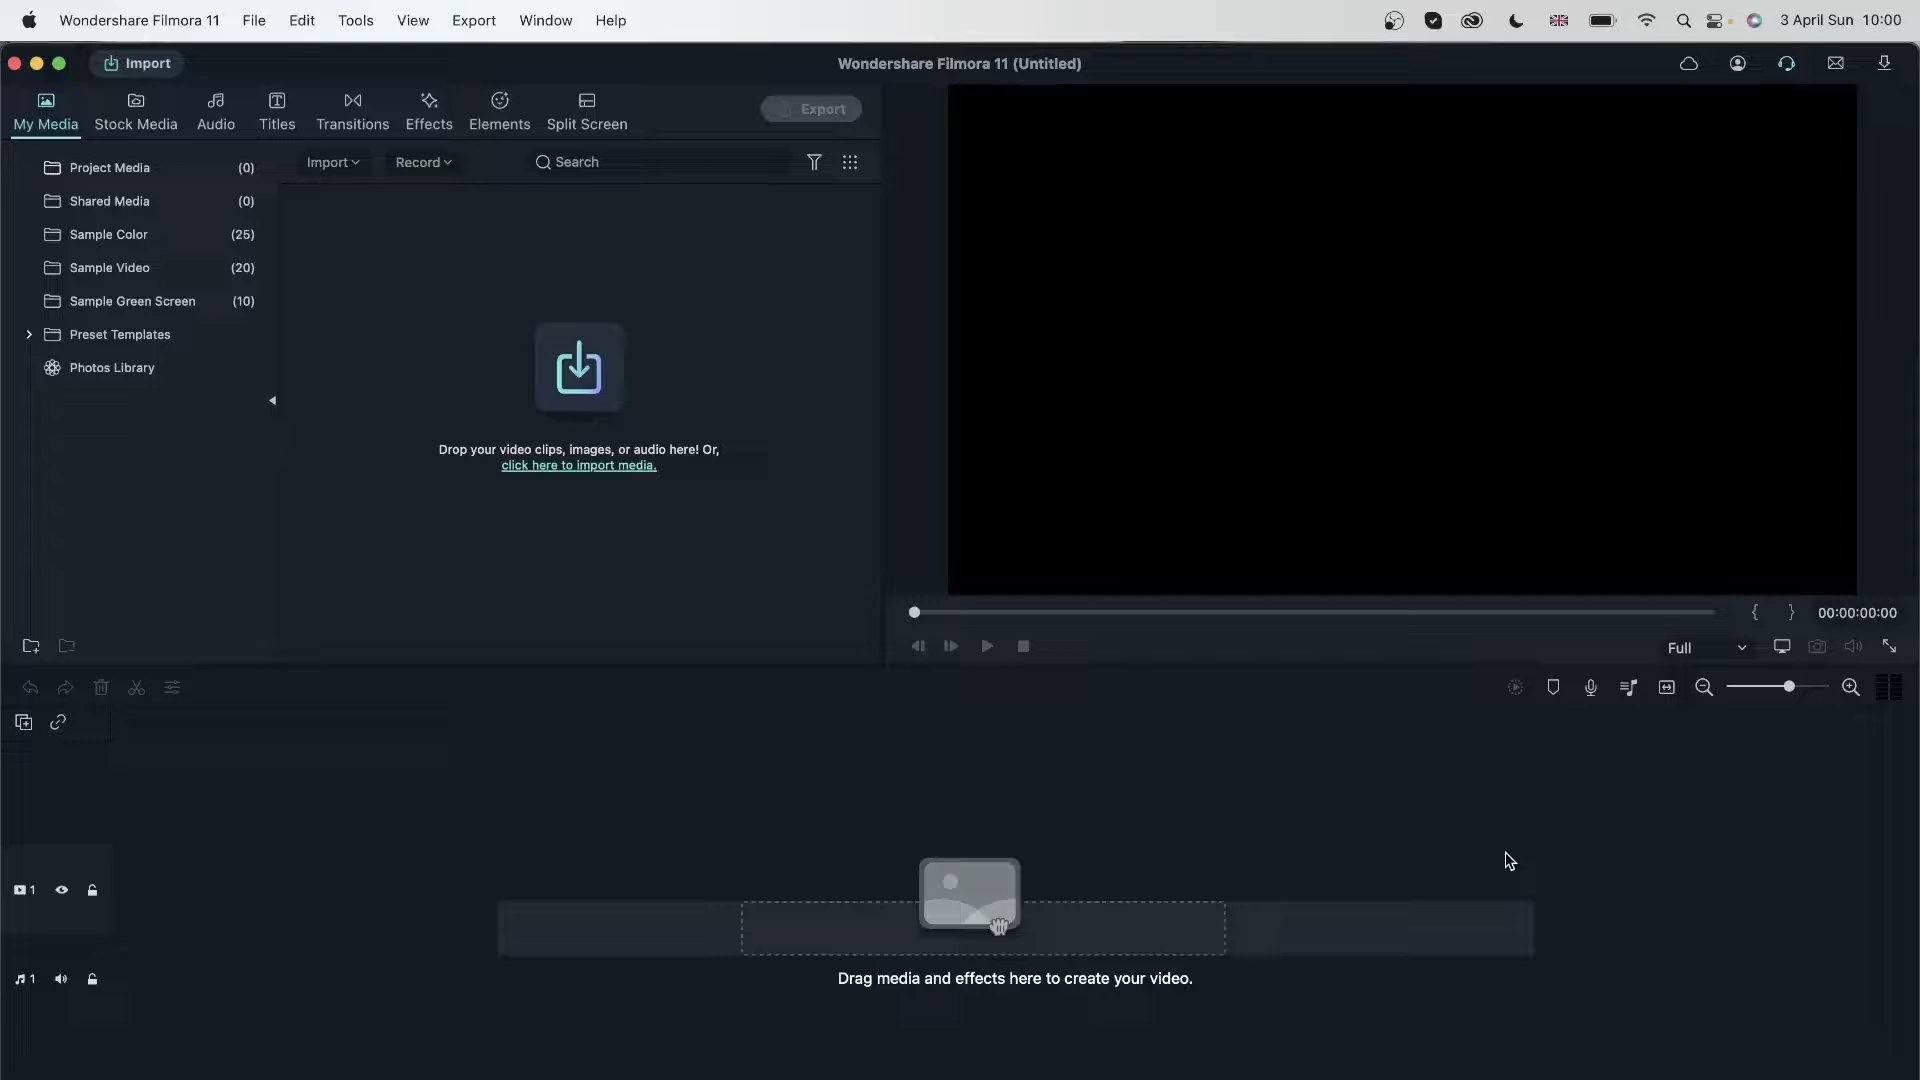 Wondershare Filmora 11 File Edit Tools View Export Window Help 3 April Sun 10:00
Import Wondershare Filmora 11 (Untitled)
My Media Stock Media Audio Titles Transitions Effects Elements Split Screen Export
Import Record Search
Project Media (0)
Shared Media (0)
Sample Color (25)
Sample Video (20)
Sample Green Screen (10)
Preset Templates
Photos Library
Drop your video clips, images, or audio here! Or,
click here to import media.
{ } 00:00:00:00
Full
1
Drag media and effects here to create your video.
1